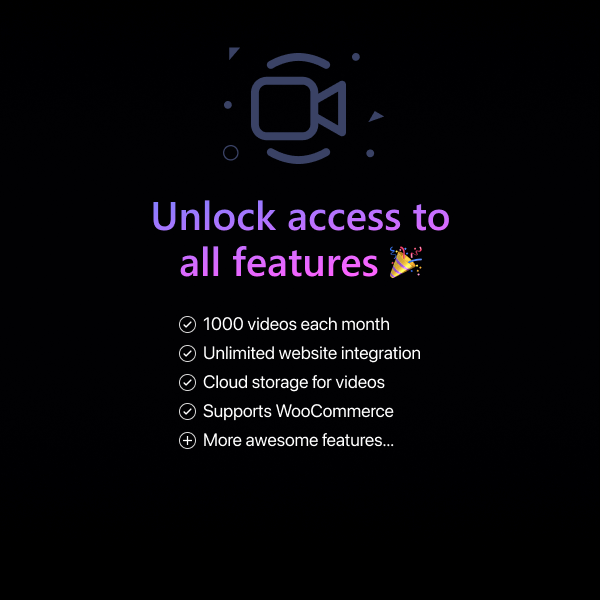 Unlock access to
all features 🎉
1000 videos each month
Unlimited website integration
Cloud storage for videos
Supports WooCommerce
More awesome features...